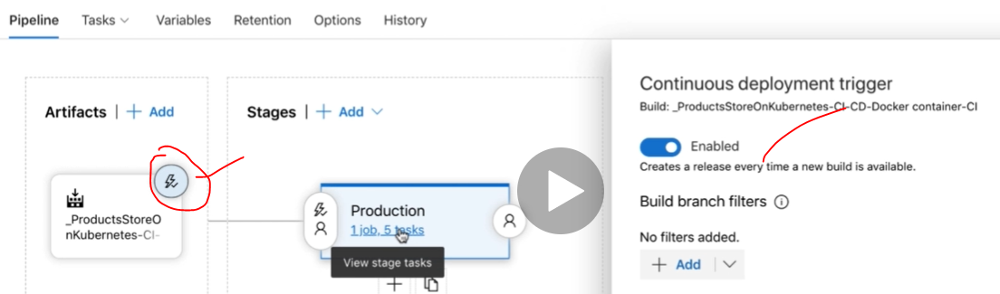 Pipeline Tasks Variables Retention Options History
Artifacts | + Add
Stages | + Add
_ProductsStoreO
nKubernetes-CI-
Production
1 job, 5 tasks
View stage tasks
Continuous deployment trigger
Build: _ProductsStoreOnKubernetes-CI-CD-Docker container-CI
Enabled
Creates a release every time a new build is available.
Build branch filters
No filters added.
+ Add